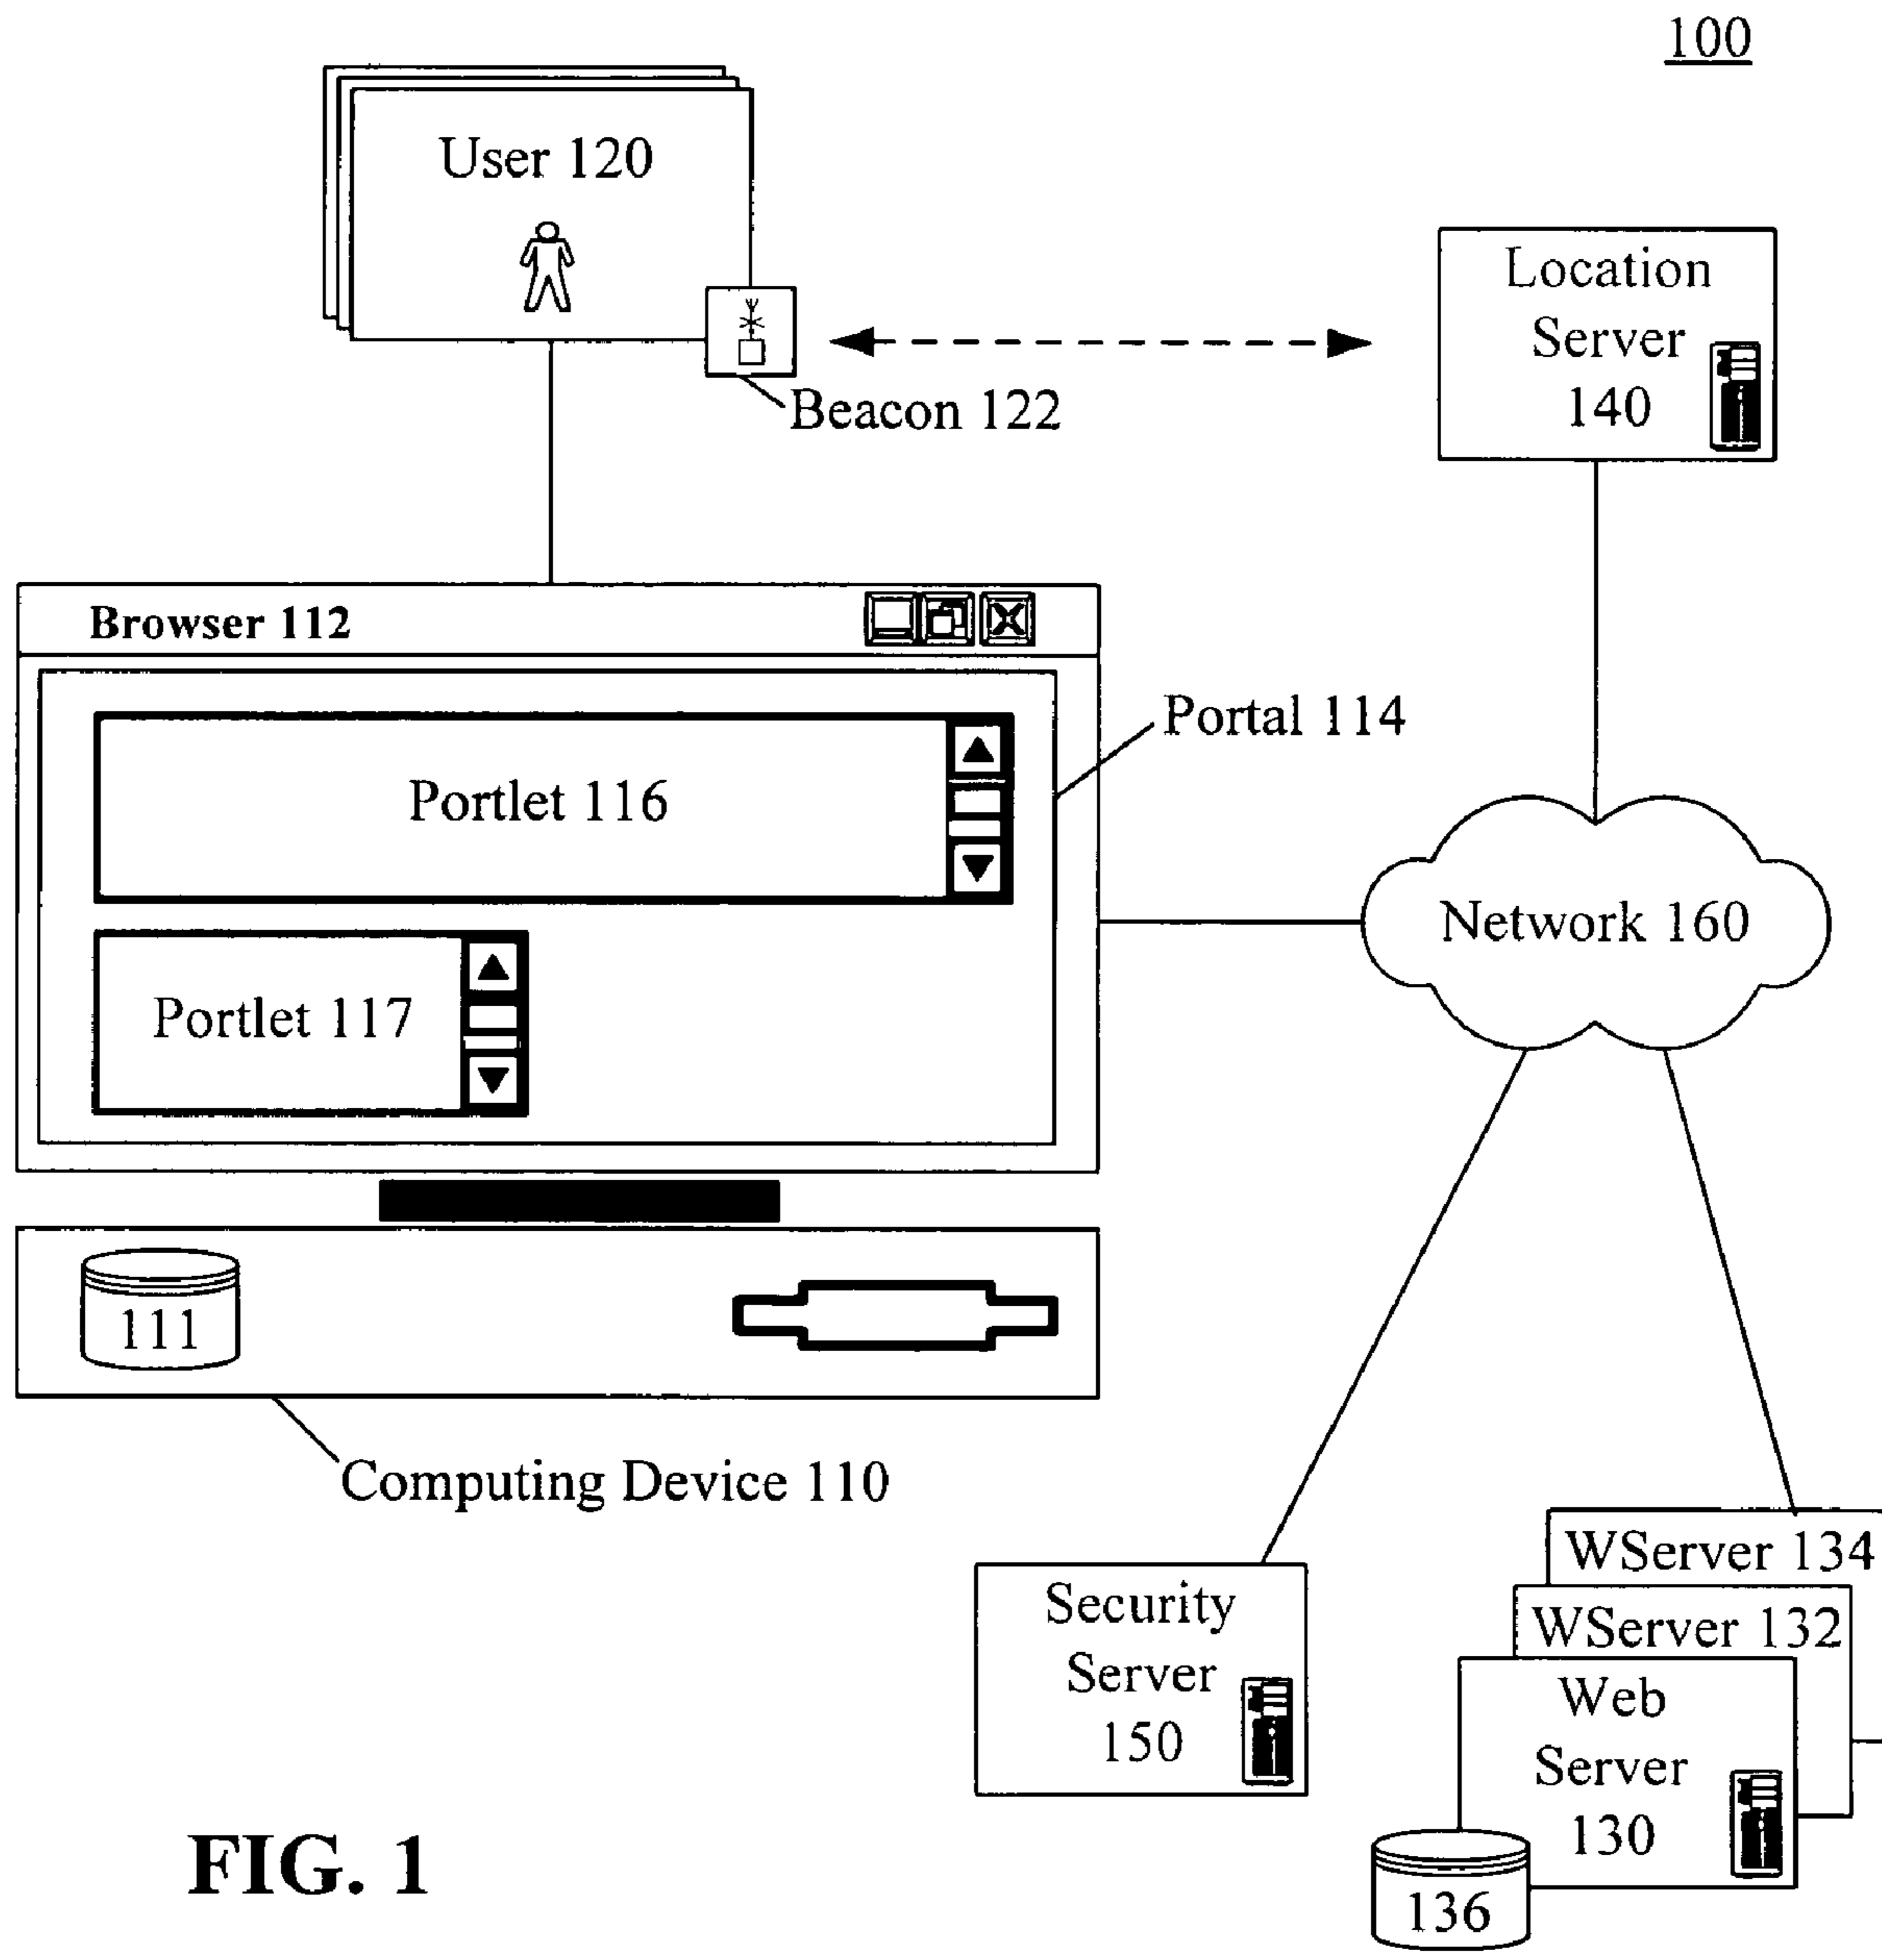 100
User 120
Location
Server
140
Beacon 122
Browser 112
Portal 114
Portlet 116
Network 160
Portlet 117
111
Computing Device 110
WServer 134
WServer 132
Security
Server
150
Web
Server
130
136
FIG. 1